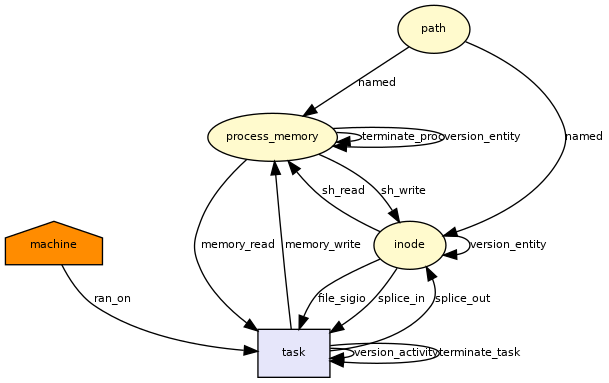 path
named
process_memory
terminate_proc
version_entity
named
sh_read
sh_write
machine
memory_read
memory_write
inode
version_entity
ran_on
file_sigio
splice_in
splice_out
task
version_activity
terminate_task